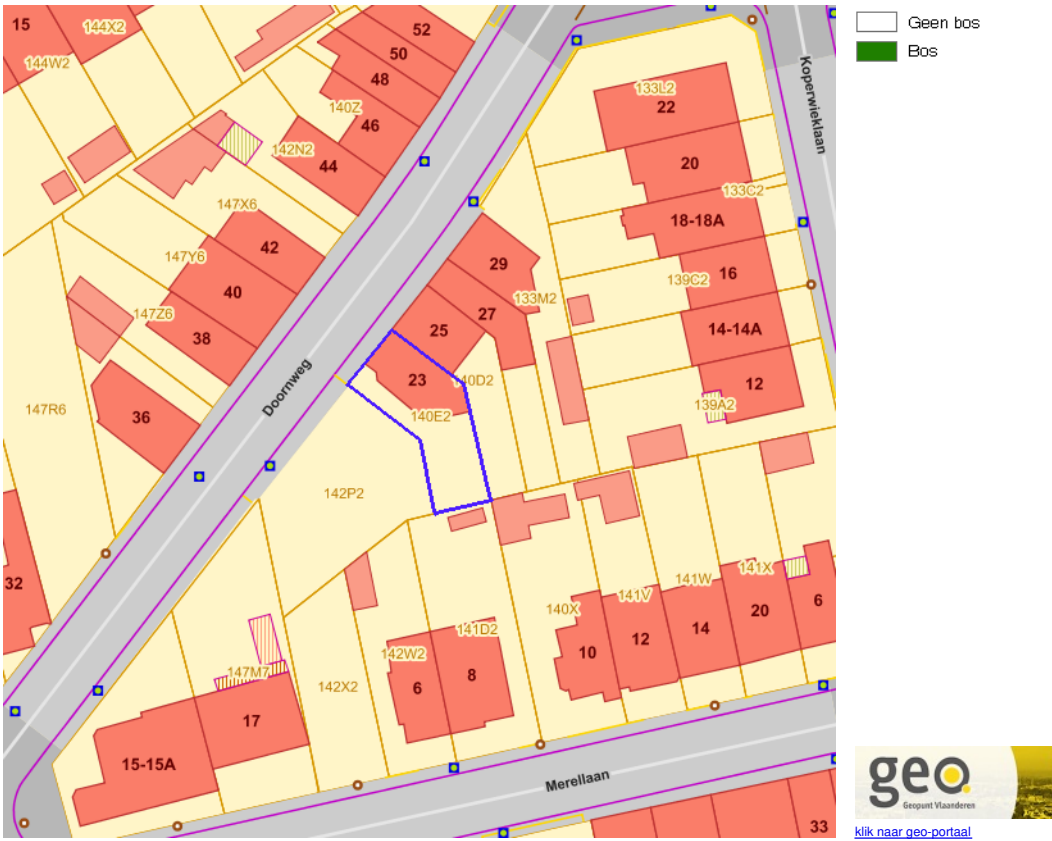 15
144X2
144W2
52
50
48
140Z
46
142N2
44
147X6
42
147Y6
40
147Z6
38
36
147R6
Doornweg
133L2
22
20
133C2
18-18A
139C2
16
14-14A
12
139A2
Koperwieklaan
29
133M2
27
25
23
140D2
140E2
142P2
32
147M7
17
15-15A
142X2
142W2
6
141D2
8
140X
10
141V
12
141W
14
141X
20
6
Merellaan
33
Geen bos
Bos
geo
Geopunt Vlaanderen
klik naar geo-portaal